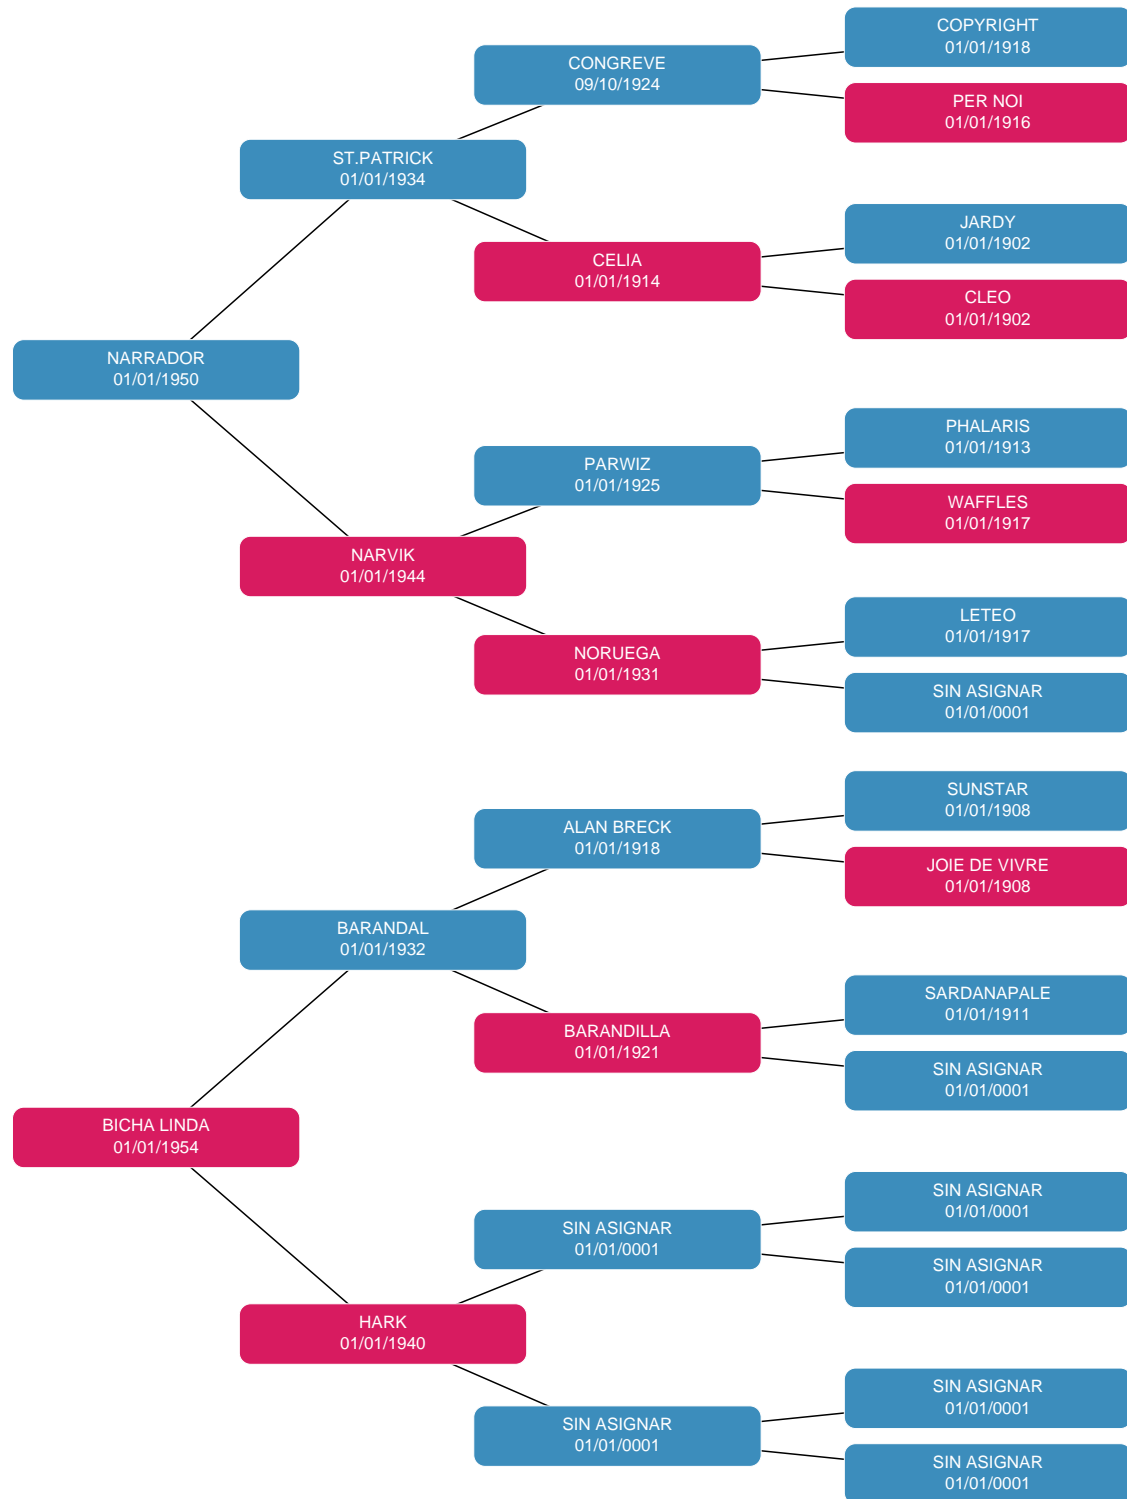 COPYRIGHT
01/01/1918
CONGREVE
09/10/1924
PER NOI
01/01/1916
ST.PATRICK
01/01/1934
JARDY
01/01/1902
CELIA
01/01/1914
CLEO
01/01/1902
NARRADOR
01/01/1950
PHALARIS
01/01/1913
PARWIZ
01/01/1925
WAFFLES
01/01/1917
NARVIK
01/01/1944
LETEO
01/01/1917
NORUEGA
01/01/1931
SIN ASIGNAR
01/01/0001
SUNSTAR
01/01/1908
ALAN BRECK
01/01/1918
JOIE DE VIVRE
01/01/1908
BARANDAL
01/01/1932
SARDANAPALE
01/01/1911
BARANDILLA
01/01/1921
SIN ASIGNAR
01/01/0001
BICHA LINDA
01/01/1954
SIN ASIGNAR
01/01/0001
SIN ASIGNAR
01/01/0001
SIN ASIGNAR
01/01/0001
HARK
01/01/1940
SIN ASIGNAR
01/01/0001
SIN ASIGNAR
01/01/0001
SIN ASIGNAR
01/01/0001